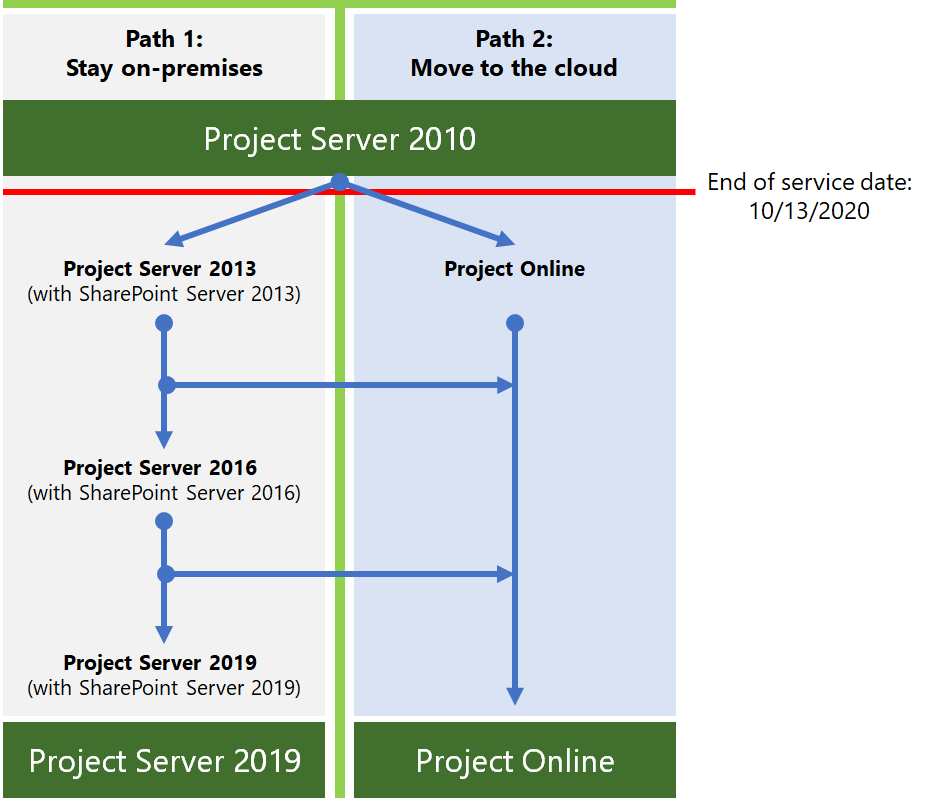 Path 1:
Stay on-premises
Path 2:
Move to the cloud
Project Server 2010
End of service date:
10/13/2020
Project Server 2013
(with SharePoint Server 2013)
Project Online
Project Server 2016
(with SharePoint Server 2016)
Project Server 2019
(with SharePoint Server 2019)
Project Server 2019
Project Online